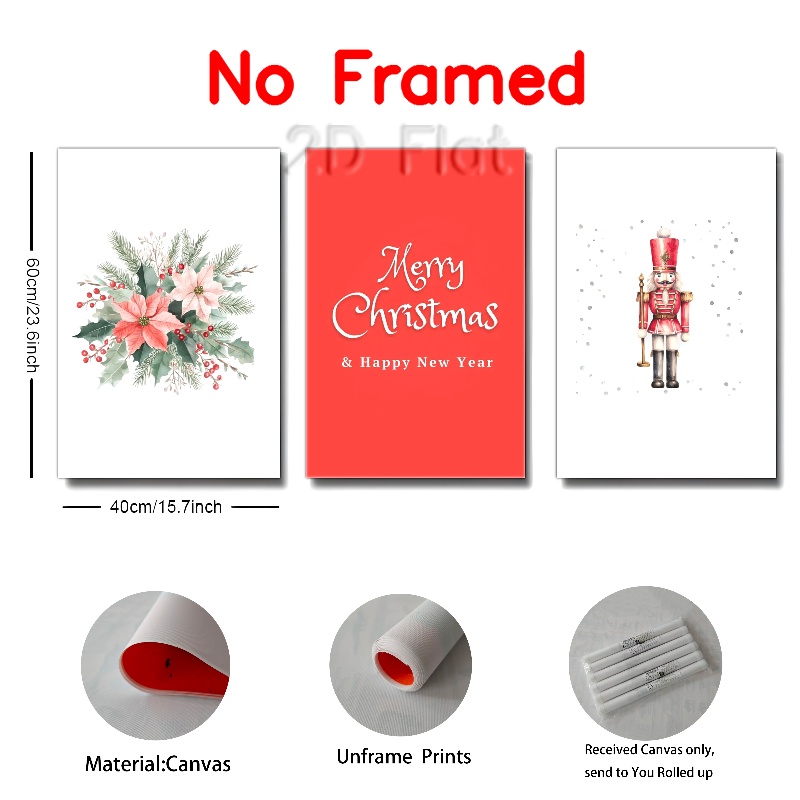 No Framed
2D Flat
60cm/23.6inch
Merry
Christmas
& Happy New Year
40cm/15.7inch
Material:Canvas
Unframe Prints
Received Canvas only,
send to You Rolled up